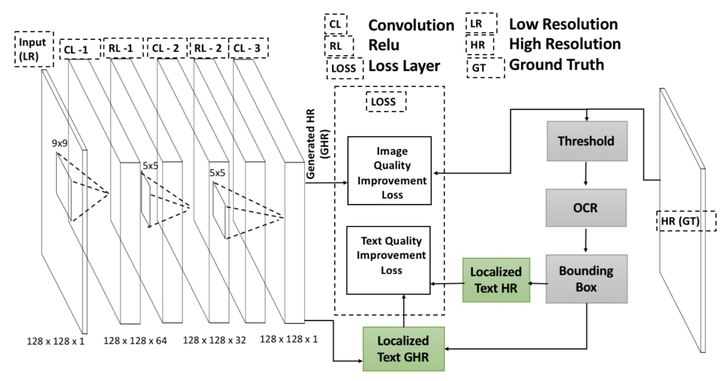 CL Convolution
RL Relu
LOSS Loss Layer
LR Low Resolution
HR High Resolution
GT Ground Truth
Input
(LR)
CL -1
RL -1
CL - 2
RL - 2
CL - 3
9x9
5x5
5x5
128 x 128 x 1
128 x 128 x 64
128 x 128 x 32
128 x 128 x 1
Generated HR
(GHR)
LOSS
Image
Quality
Improvement
Loss
Text Quality
Improvement
Loss
Localized
Text HR
Localized
Text GHR
Threshold
OCR
Bounding
Box
HR (GT)